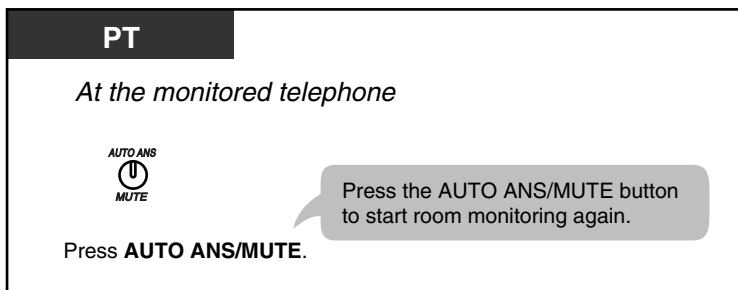 PT
At the monitored telephone
AUTO ANS
MUTE
Press the AUTO ANS/MUTE button
to start room monitoring again.
Press AUTO ANS/MUTE.